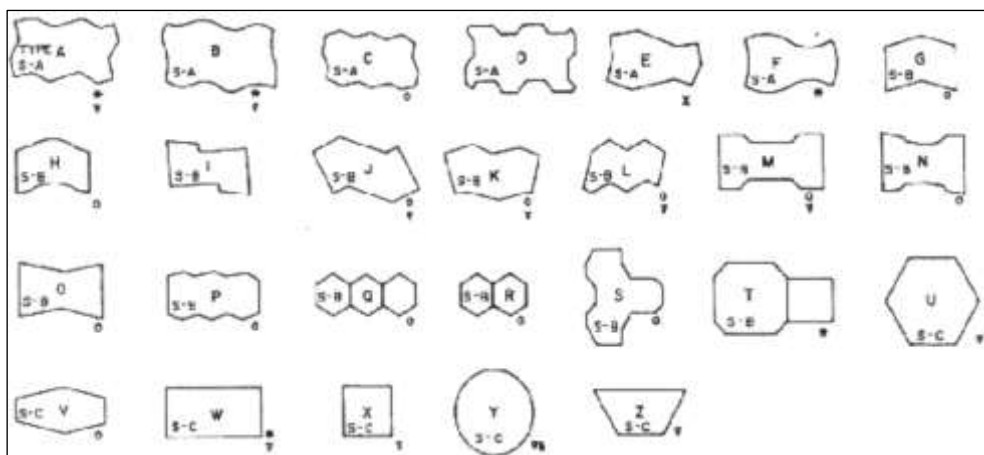 TYPE A
S-A
B
S-A
C
S-A
D
S-A
E
S-A
F
S-A
G
S-B
H
S-B
I
S-B
J
S-B
K
S-B
L
S-B
M
S-B
N
S-B
O
S-B
P
S-B
S-B Q
S-B R
S
S-B
T
S-B
U
S-C
S-C V
W
S-C
X
S-C
Y
S-C
Z
S-C